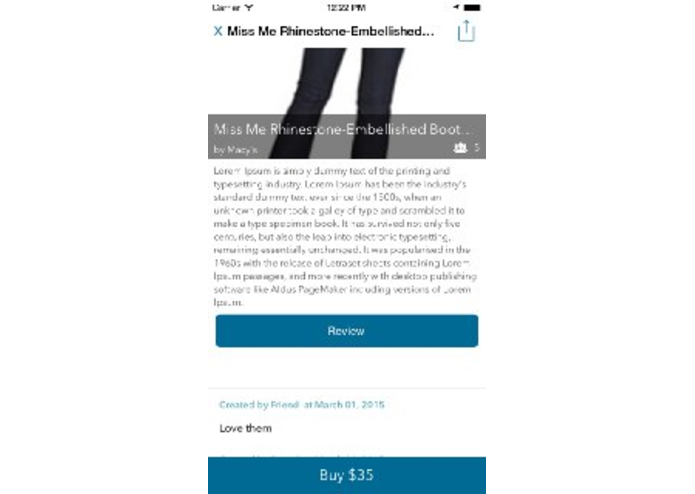 Carrier 12:22 PM
X Miss Me Rhinestone-Embellished...
Miss Me Rhinestone-Embellished Boot...
by Macy's 5
Lorem Ipsum is simply dummy text of the printing and
typesetting industry. Lorem Ipsum has been the industry's
standard dummy text ever since the 1500s, when an
unknown printer took a galley of type and scrambled it to
make a type specimen book. It has survived not only five
centuries, but also the leap into electronic typesetting,
remaining essentially unchanged. It was popularised in the
1960s with the release of Letraset sheets containing Lorem
Ipsum passages, and more recently with desktop publishing
software like Aldus PageMaker including versions of Lorem
Ipsum.
Review
Created by Friend at March 01, 2015
Love them
Buy $35